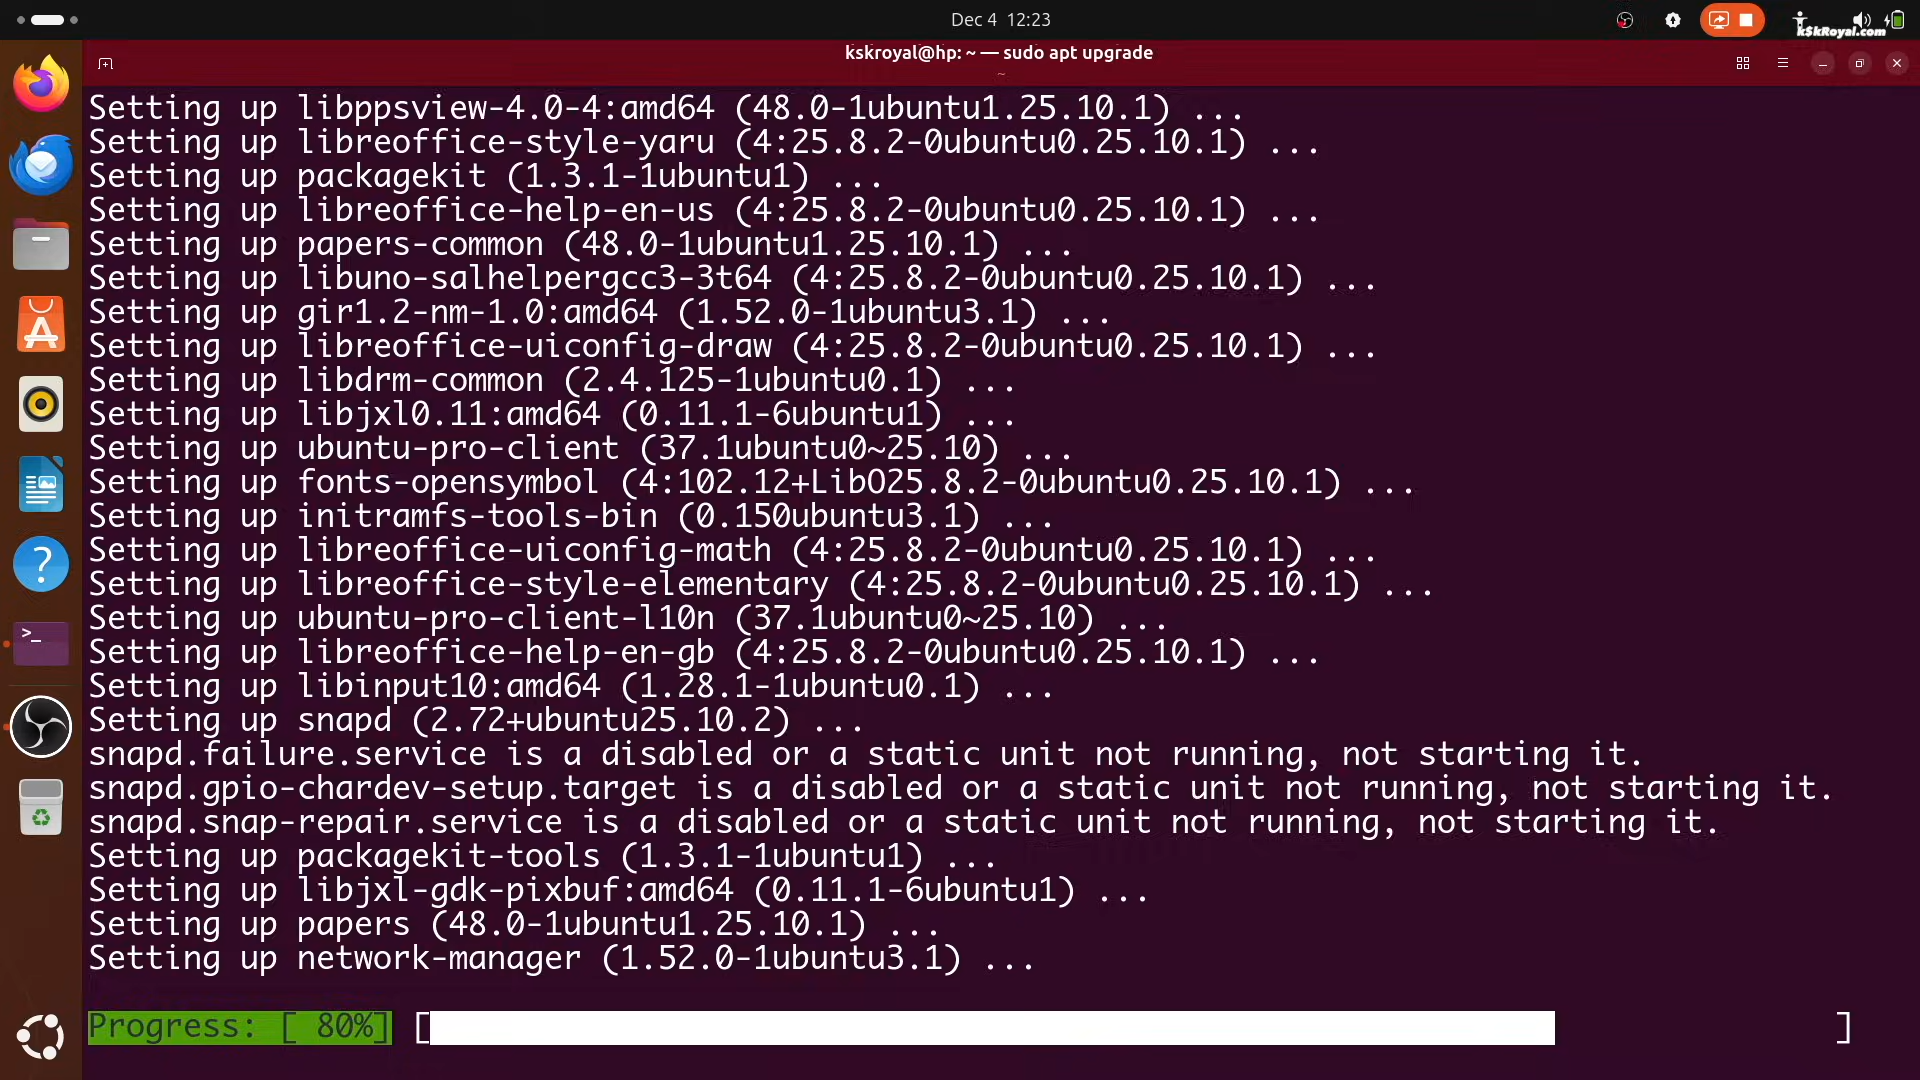 Dec 4 12:23
kskRoyal.com
kskroyal@hp: ~ — sudo apt upgrade
~
Setting up libppsview-4.0-4:amd64 (48.0-1ubuntu1.25.10.1) ...
Setting up libreoffice-style-yaru (4:25.8.2-0ubuntu0.25.10.1) ...
Setting up packagekit (1.3.1-1ubuntu1) ...
Setting up libreoffice-help-en-us (4:25.8.2-0ubuntu0.25.10.1) ...
Setting up papers-common (48.0-1ubuntu1.25.10.1) ...
Setting up libuno-salhelpergcc3-3t64 (4:25.8.2-0ubuntu0.25.10.1) ...
Setting up gir1.2-nm-1.0:amd64 (1.52.0-1ubuntu3.1) ...
Setting up libreoffice-uiconfig-draw (4:25.8.2-0ubuntu0.25.10.1) ...
Setting up libdrm-common (2.4.125-1ubuntu0.1) ...
Setting up libjxl0.11:amd64 (0.11.1-6ubuntu1) ...
Setting up ubuntu-pro-client (37.1ubuntu0~25.10) ...
Setting up fonts-opensymbol (4:102.12+LibO25.8.2-0ubuntu0.25.10.1) ...
Setting up initramfs-tools-bin (0.150ubuntu3.1) ...
Setting up libreoffice-uiconfig-math (4:25.8.2-0ubuntu0.25.10.1) ...
Setting up libreoffice-style-elementary (4:25.8.2-0ubuntu0.25.10.1) ...
Setting up ubuntu-pro-client-l10n (37.1ubuntu0~25.10) ...
Setting up libreoffice-help-en-gb (4:25.8.2-0ubuntu0.25.10.1) ...
Setting up libinput10:amd64 (1.28.1-1ubuntu0.1) ...
Setting up snapd (2.72+ubuntu25.10.2) ...
snapd.failure.service is a disabled or a static unit not running, not starting it.
snapd.gpio-chardev-setup.target is a disabled or a static unit not running, not starting it.
snapd.snap-repair.service is a disabled or a static unit not running, not starting it.
Setting up packagekit-tools (1.3.1-1ubuntu1) ...
Setting up libjxl-gdk-pixbuf:amd64 (0.11.1-6ubuntu1) ...
Setting up papers (48.0-1ubuntu1.25.10.1) ...
Setting up network-manager (1.52.0-1ubuntu3.1) ...
Progress: [ 80%] [ ]